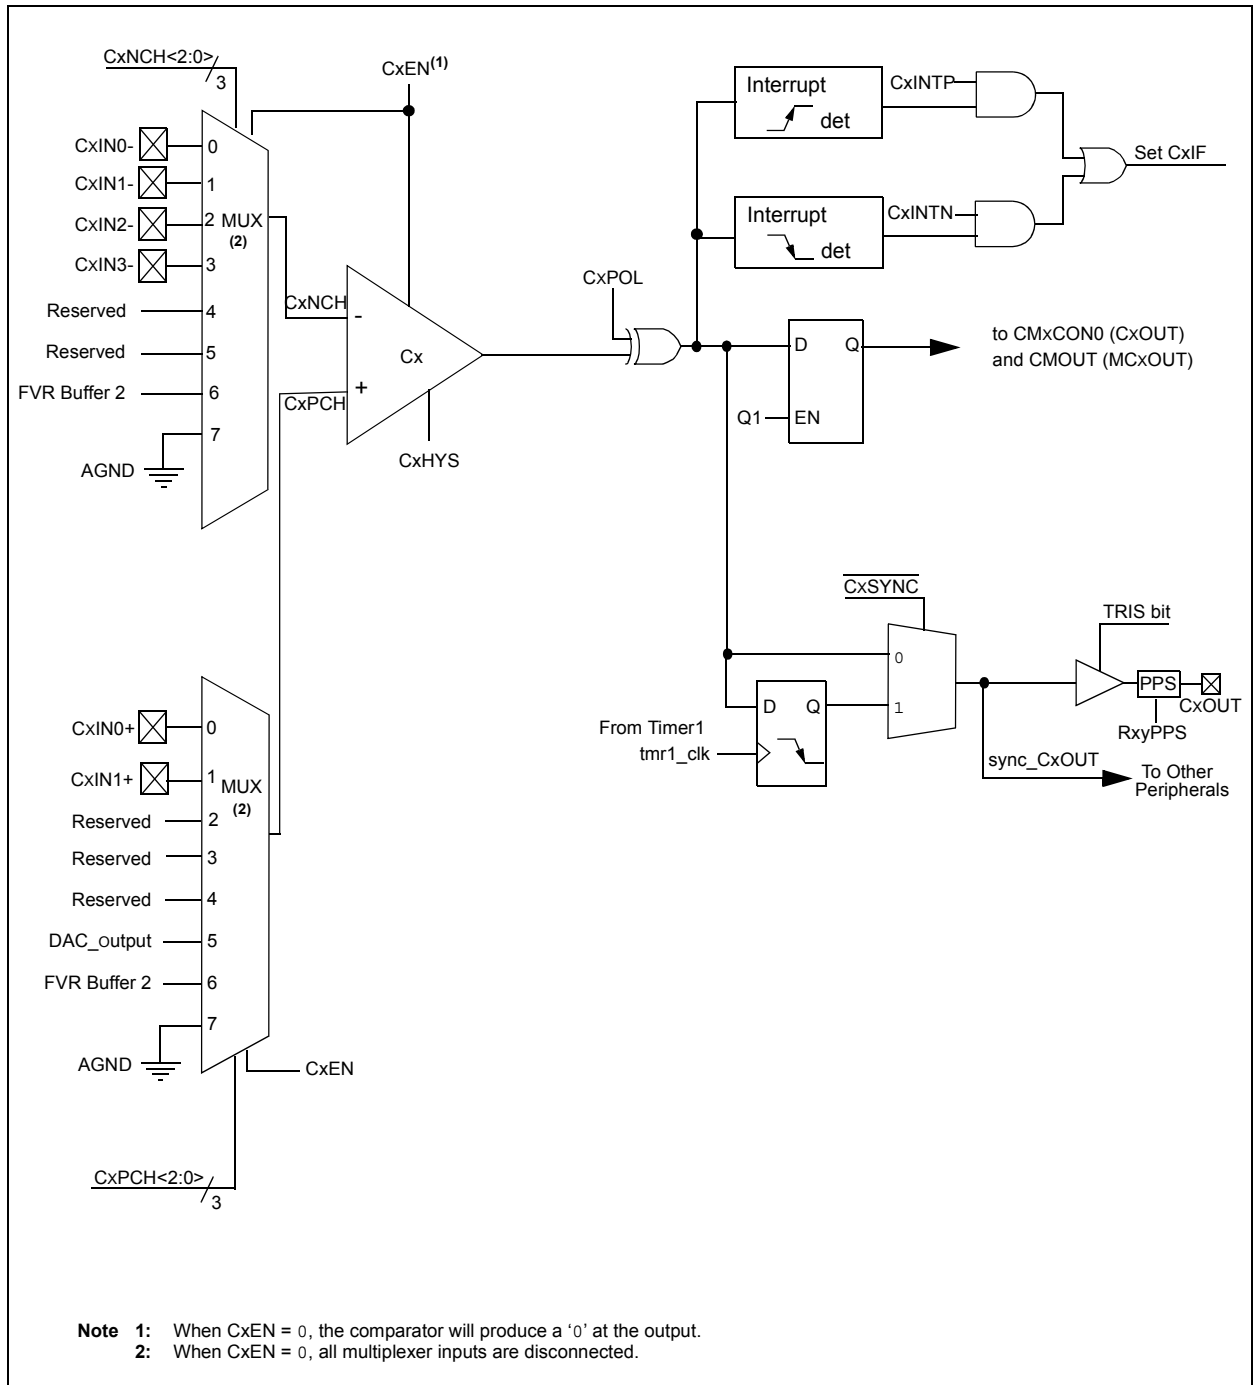 CxNCH<2:0>
3
CxEN(1)
CxIN0-
0
CxIN1-
1
CxIN2-
2 MUX
(2)
CxIN3-
3
Reserved
4
Reserved
5
FVR Buffer 2
6
7
AGND
CxNCH
-
Cx
+
CxPCH
CxHYS
CxPOL
Interrupt
det
CxINTP
Interrupt
det
CxINTN
Set CxIF
D Q
Q1
EN
to CMxCON0 (CxOUT)
and CMOUT (MCxOUT)
CxSYNC
0
1
D Q
From Timer1
tmr1_clk
TRIS bit
PPS
CxOUT
RxyPPS
sync_CxOUT
To Other
Peripherals
CxIN0+
0
CxIN1+
1
MUX
(2)
Reserved
2
Reserved
3
Reserved
4
DAC_output
5
FVR Buffer 2
6
7
AGND
CxEN
CxPCH<2:0>
3
Note 1: When CxEN = 0, the comparator will produce a ‘0’ at the output.
2: When CxEN = 0, all multiplexer inputs are disconnected.